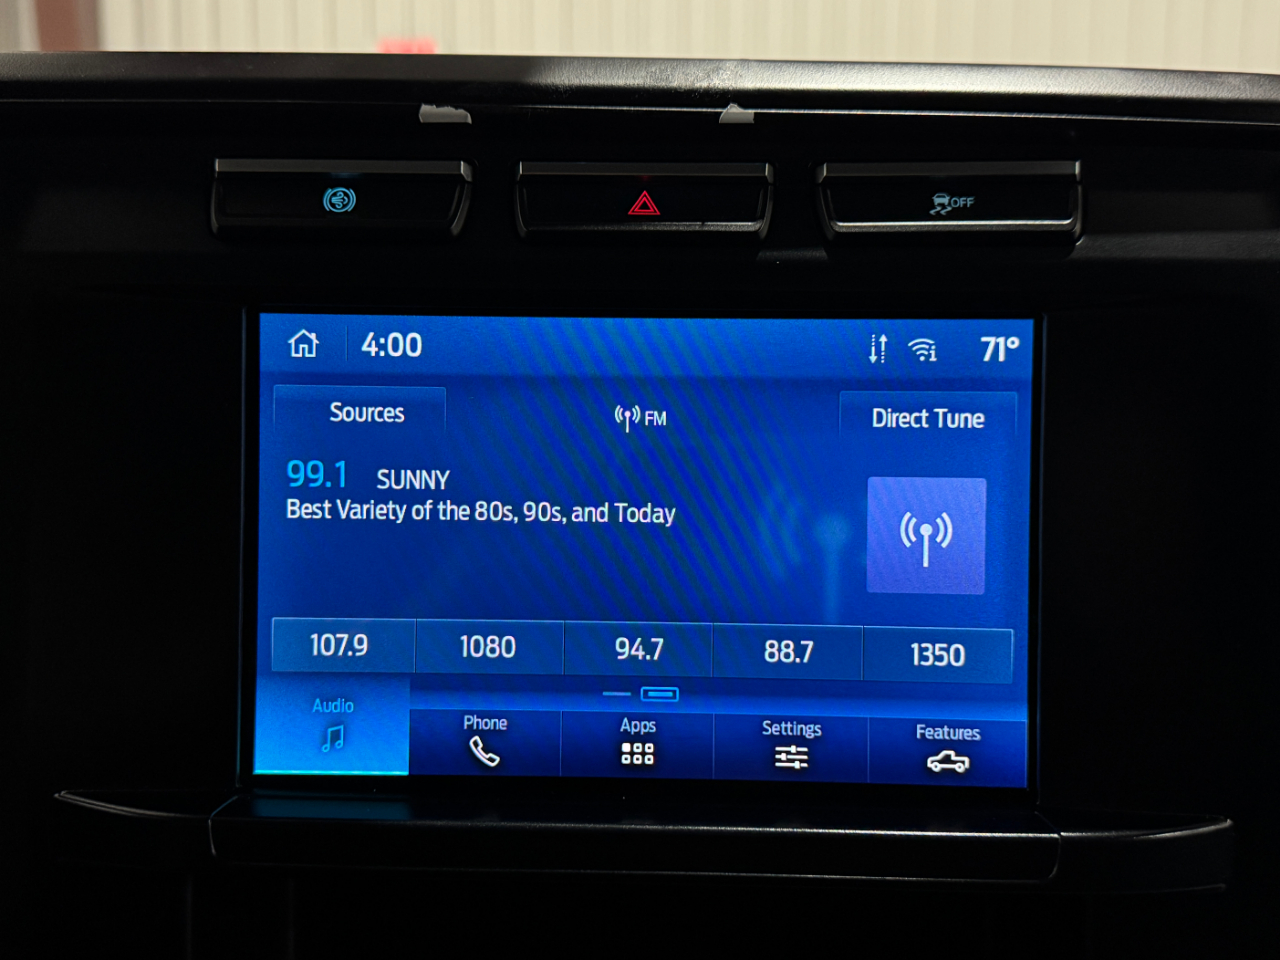 OFF
4:00
71°
Sources
FM
Direct Tune
99.1 SUNNY
Best Variety of the 80s, 90s, and Today
107.9 1080 94.7 88.7 1350
Audio Phone Apps Settings Features